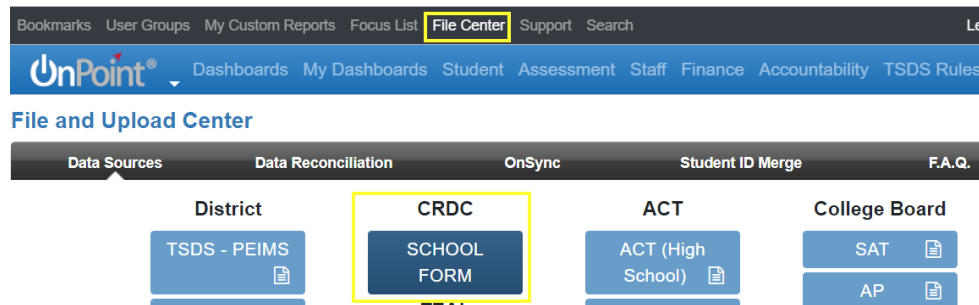 Bookmarks User Groups My Custom Reports Focus List File Center Support Search
OnPoint® Dashboards My Dashboards Student Assessment Staff Finance Accountability TSDS Rules
File and Upload Center
Data Sources Data Reconciliation OnSync Student ID Merge F.A.Q.
District CRDC ACT College Board
TSDS - PEIMS SCHOOL FORM ACT (High School) SAT
AP